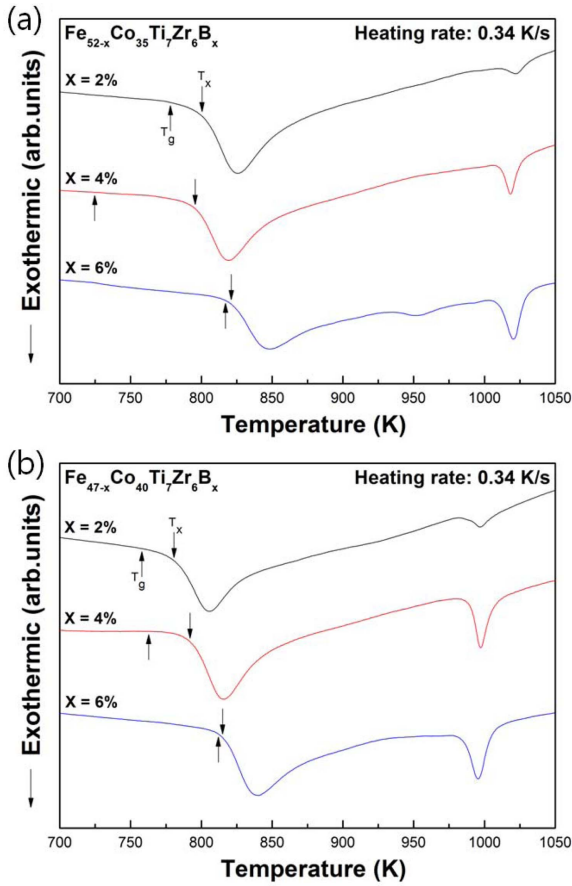 (a)
Fe52-xCo35Ti7Zr6Bx Heating rate: 0.34 K/s
X = 2%
Tx
Tg
X = 4%
X = 6%
Exothermic (arb.units)
700 750 800 850 900 950 1000 1050
Temperature (K)
(b)
Fe47-xCo40Ti7Zr6Bx Heating rate: 0.34 K/s
X = 2%
Tx
Tg
X = 4%
X = 6%
Exothermic (arb.units)
700 750 800 850 900 950 1000 1050
Temperature (K)